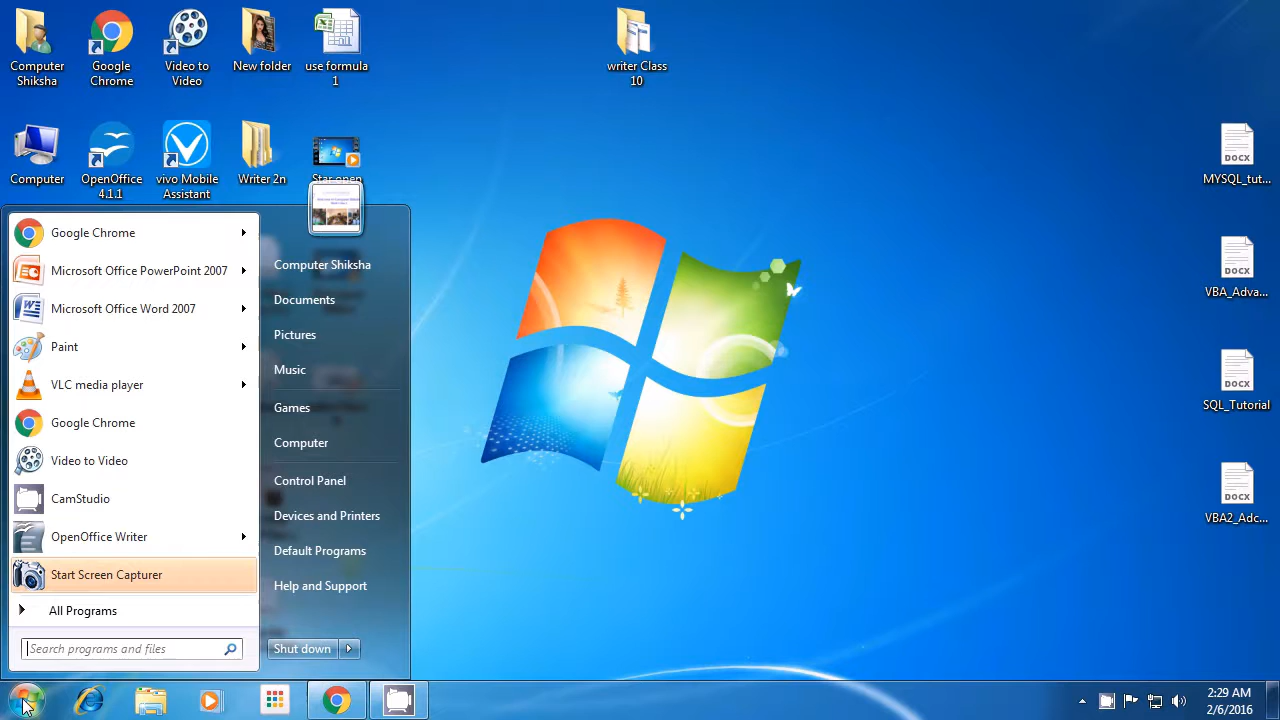 Computer
Shiksha
Google
Chrome
Video to
Video
New folder
use formula
1
writer Class
10
Computer
OpenOffice
4.1.1
vivo Mobile
Assistant
Writer 2n
Star open
DOCX
MYSQL_tut...
DOCX
VBA_Adva...
DOCX
SQL_Tutorial
DOCX
VBA2_Adc...
Google Chrome
Microsoft Office PowerPoint 2007
Microsoft Office Word 2007
Paint
VLC media player
Google Chrome
Video to Video
CamStudio
OpenOffice Writer
Start Screen Capturer
All Programs
Search programs and files
Computer Shiksha
Documents
Pictures
Music
Games
Computer
Control Panel
Devices and Printers
Default Programs
Help and Support
Shut down
2:29 AM
2/6/2016